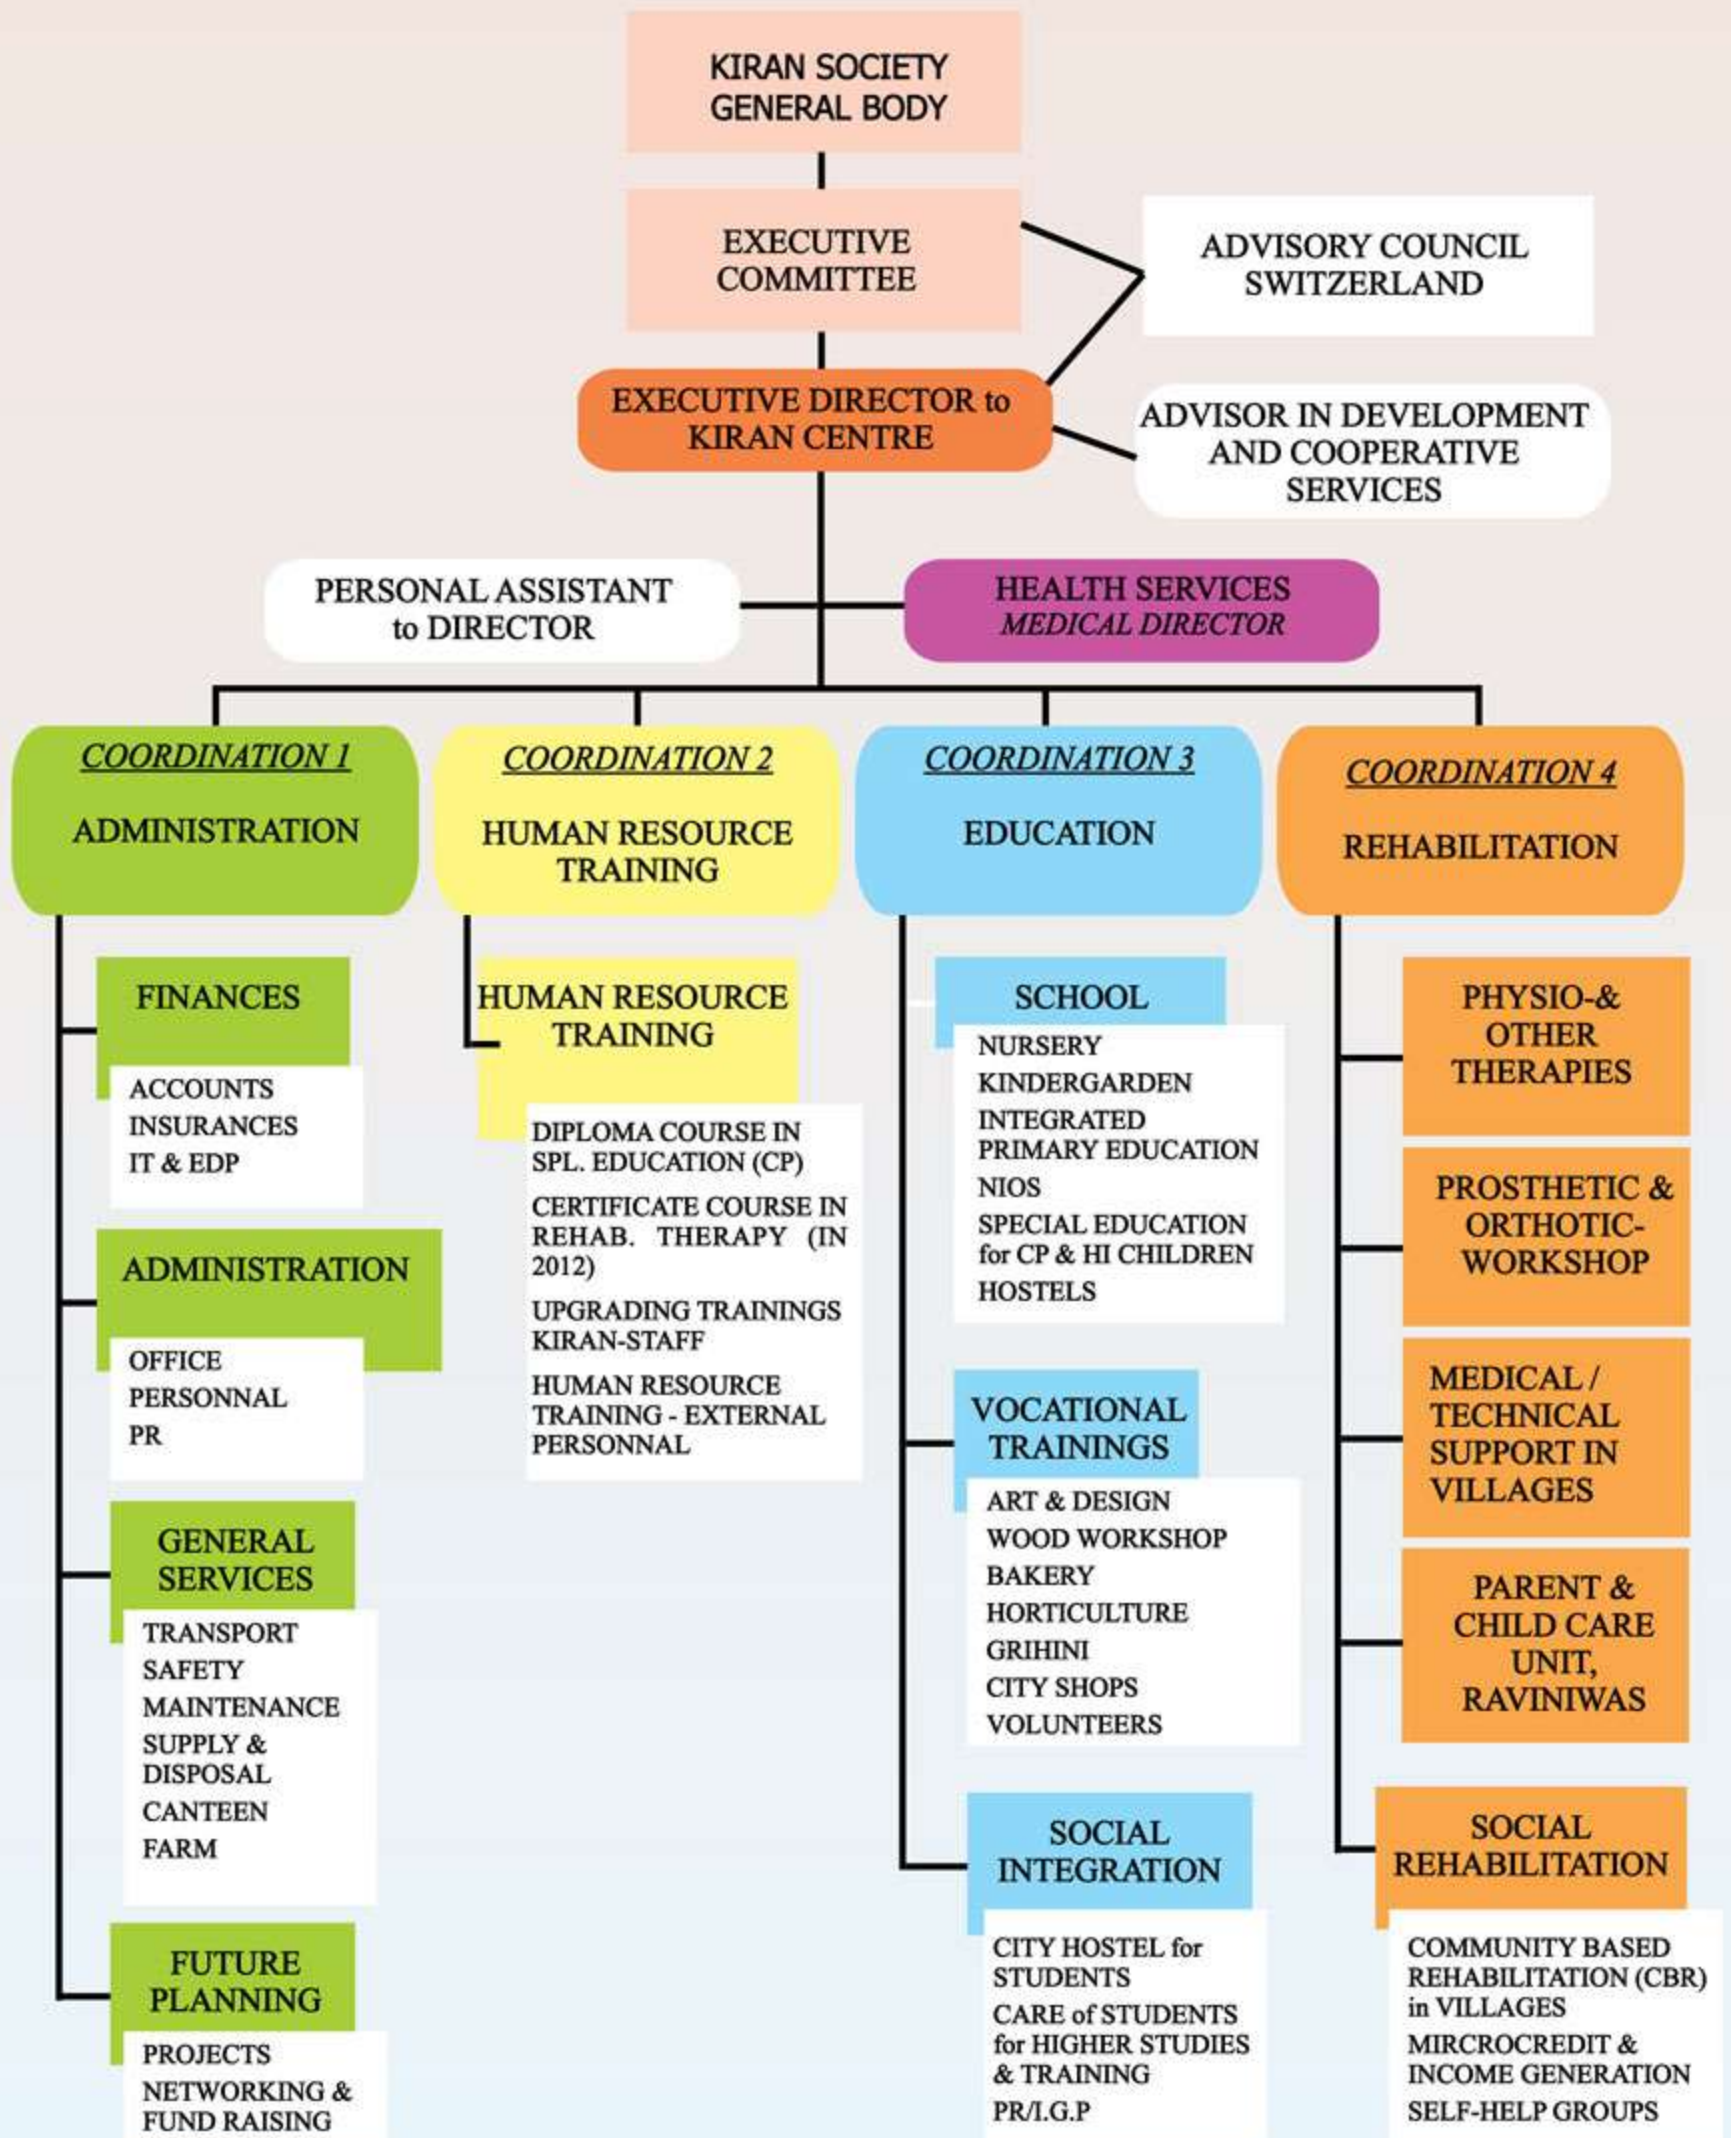 KIRAN SOCIETY
GENERAL BODY
EXECUTIVE
COMMITTEE
ADVISORY COUNCIL
SWITZERLAND
EXECUTIVE DIRECTOR to
KIRAN CENTRE
ADVISOR IN DEVELOPMENT
AND COOPERATIVE
SERVICES
PERSONAL ASSISTANT
to DIRECTOR
HEALTH SERVICES
MEDICAL DIRECTOR
COORDINATION 1
ADMINISTRATION
FINANCES
ACCOUNTS
INSURANCES
IT & EDP
ADMINISTRATION
OFFICE
PERSONNAL
PR
GENERAL
SERVICES
TRANSPORT
SAFETY
MAINTENANCE
SUPPLY &
DISPOSAL
CANTEEN
FARM
FUTURE
PLANNING
PROJECTS
NETWORKING &
FUND RAISING
COORDINATION 2
HUMAN RESOURCE
TRAINING
HUMAN RESOURCE
TRAINING
DIPLOMA COURSE IN
SPL. EDUCATION (CP)
CERTIFICATE COURSE IN
REHAB. THERAPY (IN
2012)
UPGRADING TRAININGS
KIRAN-STAFF
HUMAN RESOURCE
TRAINING - EXTERNAL
PERSONNAL
COORDINATION 3
EDUCATION
SCHOOL
NURSERY
KINDERGARDEN
INTEGRATED
PRIMARY EDUCATION
NIOS
SPECIAL EDUCATION
for CP & HI CHILDREN
HOSTELS
VOCATIONAL
TRAININGS
ART & DESIGN
WOOD WORKSHOP
BAKERY
HORTICULTURE
GRIHINI
CITY SHOPS
VOLUNTEERS
SOCIAL
INTEGRATION
CITY HOSTEL for
STUDENTS
CARE of STUDENTS
for HIGHER STUDIES
& TRAINING
PR/I.G.P
COORDINATION 4
REHABILITATION
PHYSIO-&
OTHER
THERAPIES
PROSTHETIC &
ORTHOTIC-
WORKSHOP
MEDICAL /
TECHNICAL
SUPPORT IN
VILLAGES
PARENT &
CHILD CARE
UNIT,
RAVINIWAS
SOCIAL
REHABILITATION
COMMUNITY BASED
REHABILITATION (CBR)
in VILLAGES
MIRCROCREDIT &
INCOME GENERATION
SELF-HELP GROUPS